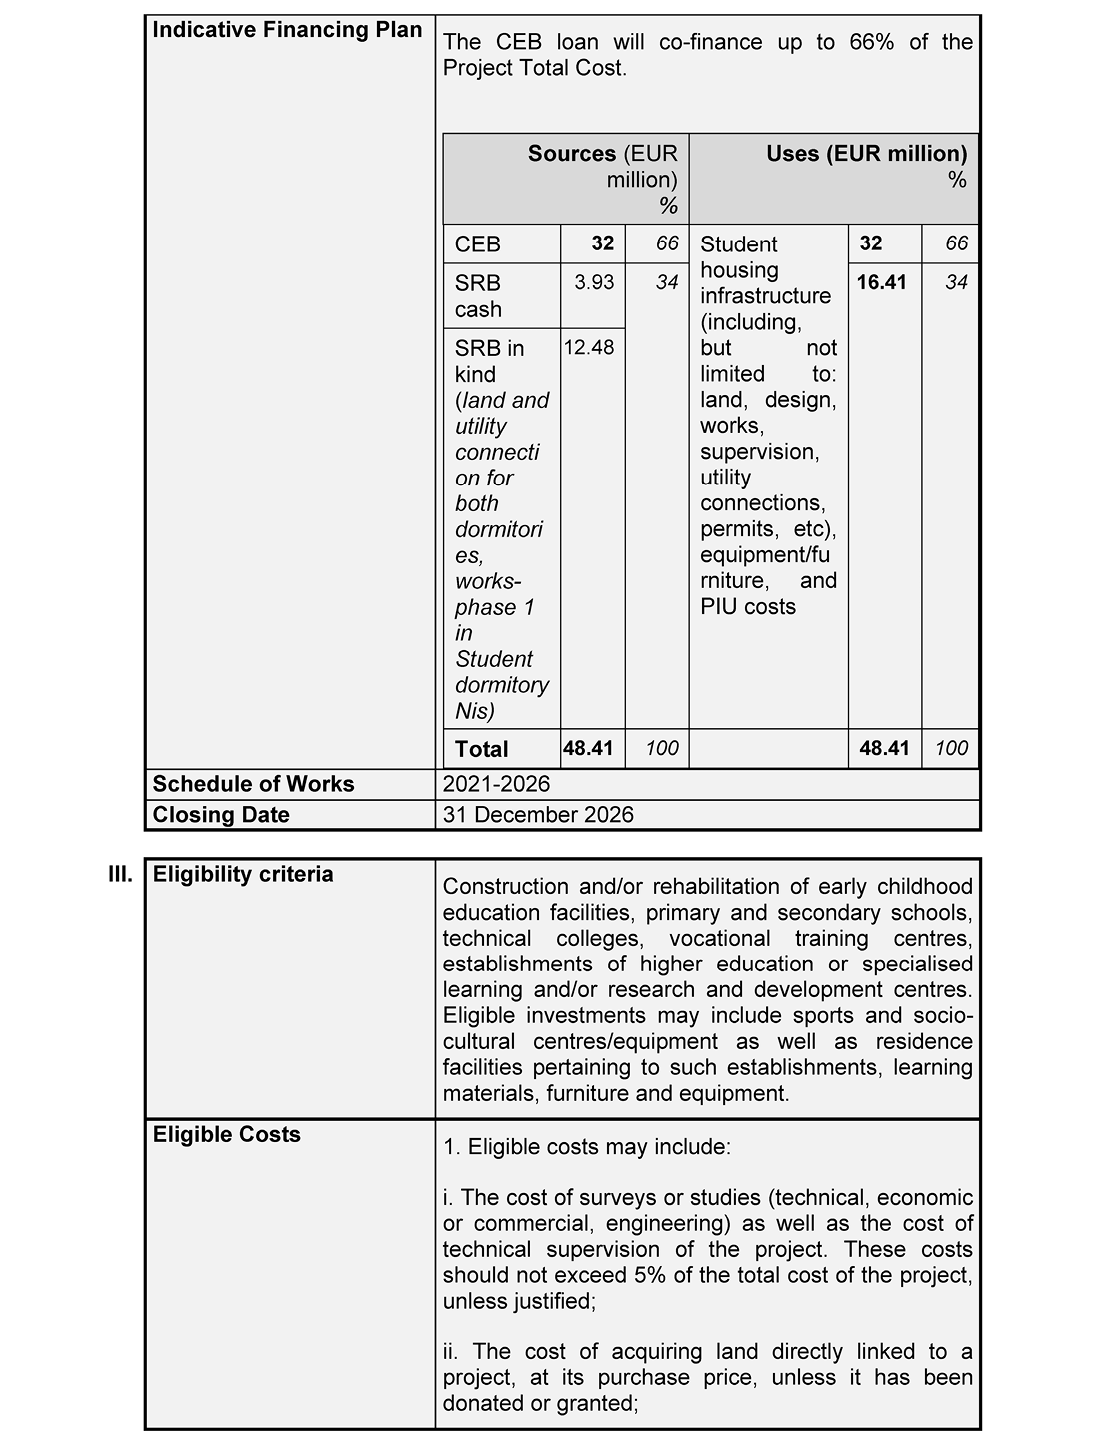 Indicative Financing Plan
The CEB loan will co-finance up to 66% of the
Project Total Cost.
Sources (EUR
million)
%
Uses (EUR million)
%
CEB 32 66
SRB
cash
3.93 34
SRB in
kind
(land and
utility
connecti
on for
both
dormitori
es,
works-
phase 1
in
Student
dormitory
Nis)
12.48
Student
housing
infrastructure
(including,
but not
limited to:
land, design,
works,
supervision,
utility
connections,
permits, etc),
equipment/fu
rniture, and
PIU costs
32 66
16.41 34
Total 48.41 100 48.41 100
Schedule of Works 2021-2026
Closing Date 31 December 2026
III. Eligibility criteria
Construction and/or rehabilitation of early childhood
education facilities, primary and secondary schools,
technical colleges, vocational training centres,
establishments of higher education or specialised
learning and/or research and development centres.
Eligible investments may include sports and socio-
cultural centres/equipment as well as residence
facilities pertaining to such establishments, learning
materials, furniture and equipment.
Eligible Costs
1. Eligible costs may include:
i. The cost of surveys or studies (technical, economic
or commercial, engineering) as well as the cost of
technical supervision of the project. These costs
should not exceed 5% of the total cost of the project,
unless justified;
ii. The cost of acquiring land directly linked to a
project, at its purchase price, unless it has been
donated or granted;